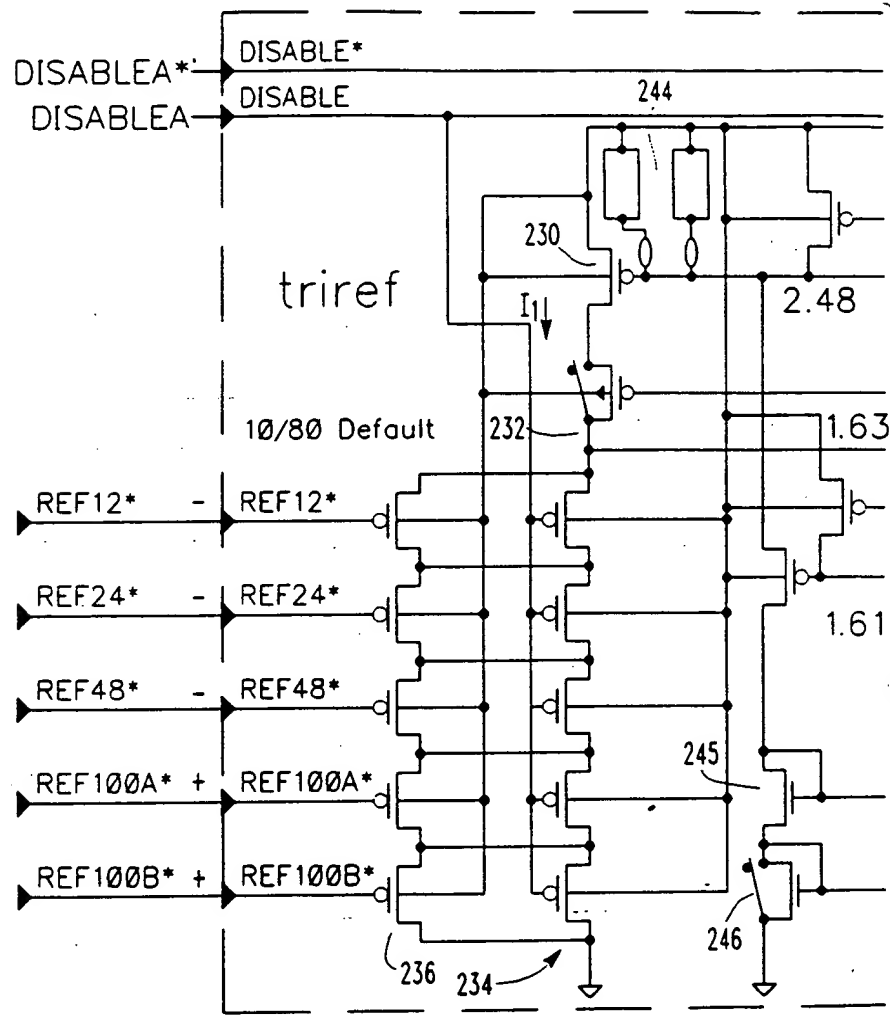 DISABLEA* DISABLE*
DISABLEA DISABLE
244
230
triref
2.48
I1
10/80 Default
232
1.63
REF12* - REF12*
REF24* - REF24*
1.61
REF48* - REF48*
245
REF100A* + REF100A*
REF100B* + REF100B*
236
234
246